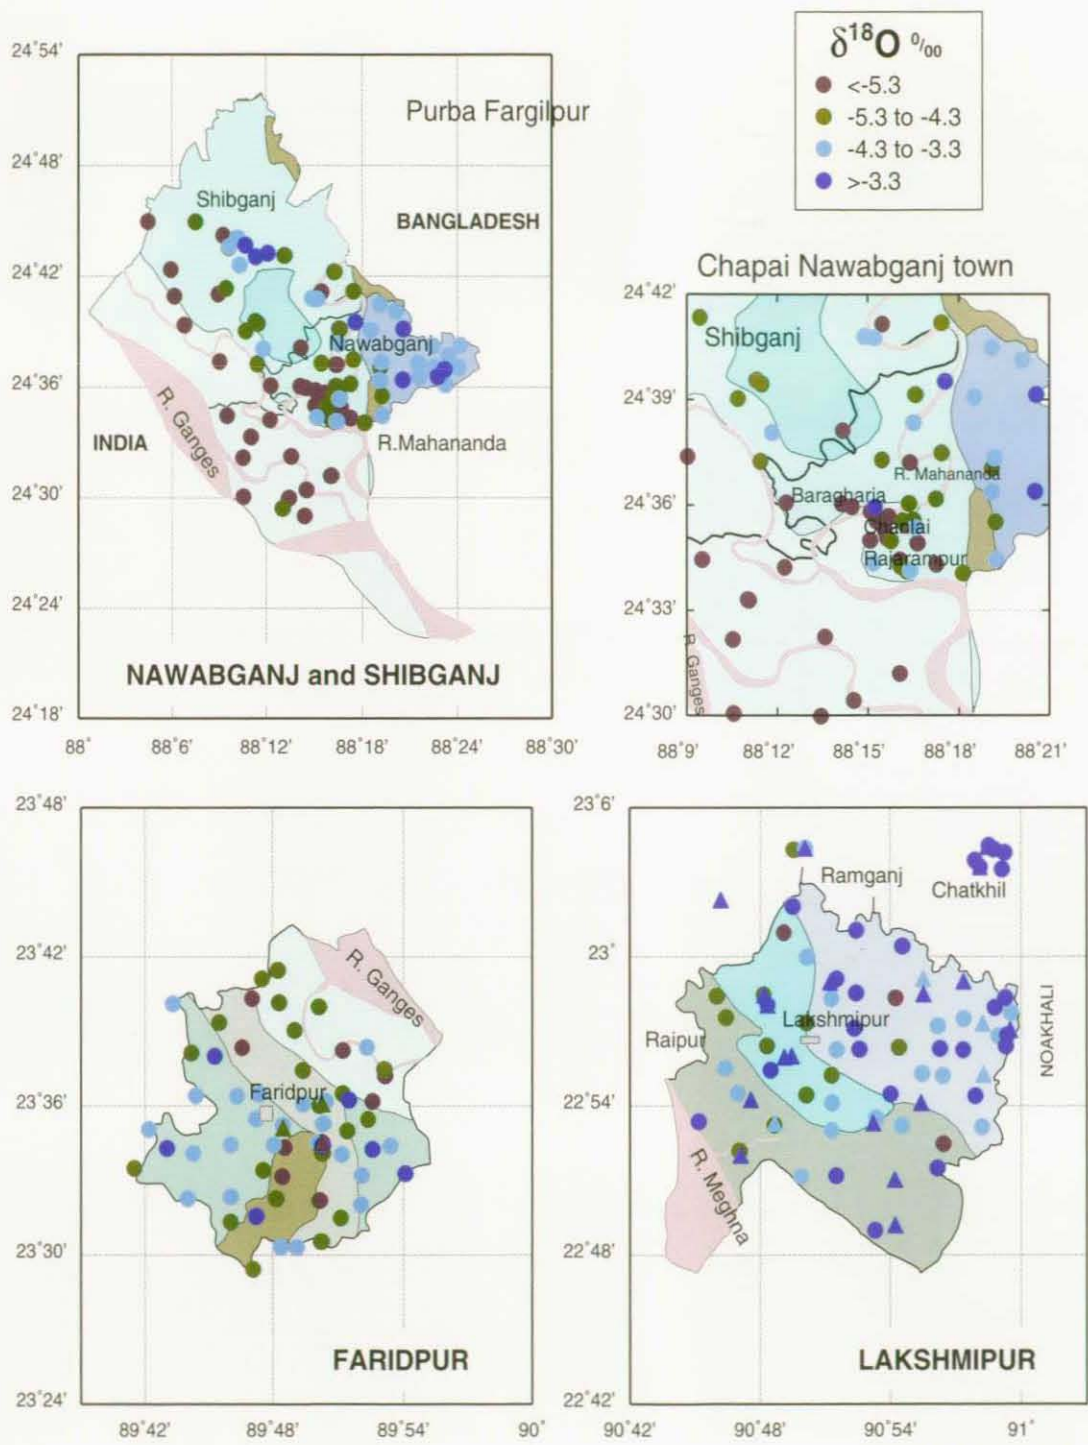 δ18O 0/00
<-5.3
-5.3 to -4.3
-4.3 to -3.3
>-3.3
24°54'
24°48'
24°42'
24°36'
24°30'
24°24'
24°18'
Purba Fargilpur
Shibganj
BANGLADESH
Nawabganj
R. Ganges
INDIA
R.Mahananda
NAWABGANJ and SHIBGANJ
88°
88°6'
88°12'
88°18'
88°24'
88°30'
Chapai Nawabganj town
24°42'
24°39'
24°36'
24°33'
24°30'
Shibganj
R. Mahananda
Baragharia
Chanlai
Rajarampur
R. Ganges
88°9'
88°12'
88°15'
88°18'
88°21'
23°48'
23°42'
23°36'
23°30'
23°24'
R. Ganges
Faridpur
FARIDPUR
89°42'
89°48'
89°54'
90°
23°6'
23°
22°54'
22°48'
22°42'
Ramganj
Chatkhil
Lakshmipur
Raipur
NOAKHALI
R. Meghna
LAKSHMIPUR
90°42'
90°48'
90°54'
91°